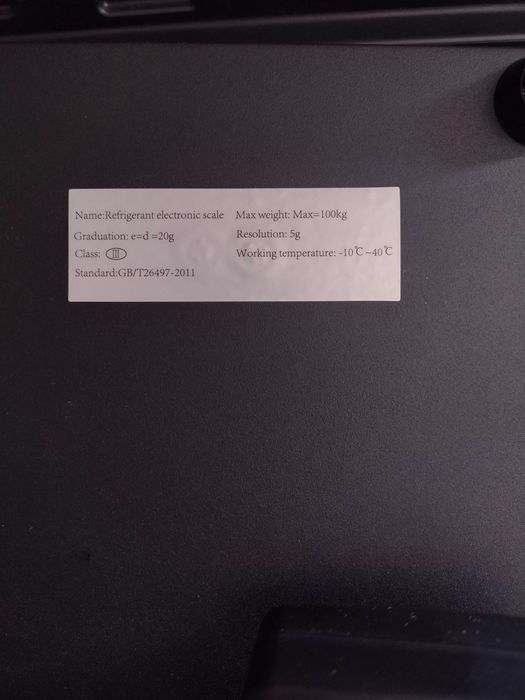 Name:Refrigerant electronic scale Max weight: Max=100kg
Graduation: e=d =20g Resolution: 5g
Class: III Working temperature: -10℃~40℃
Standard:GB/T26497-2011